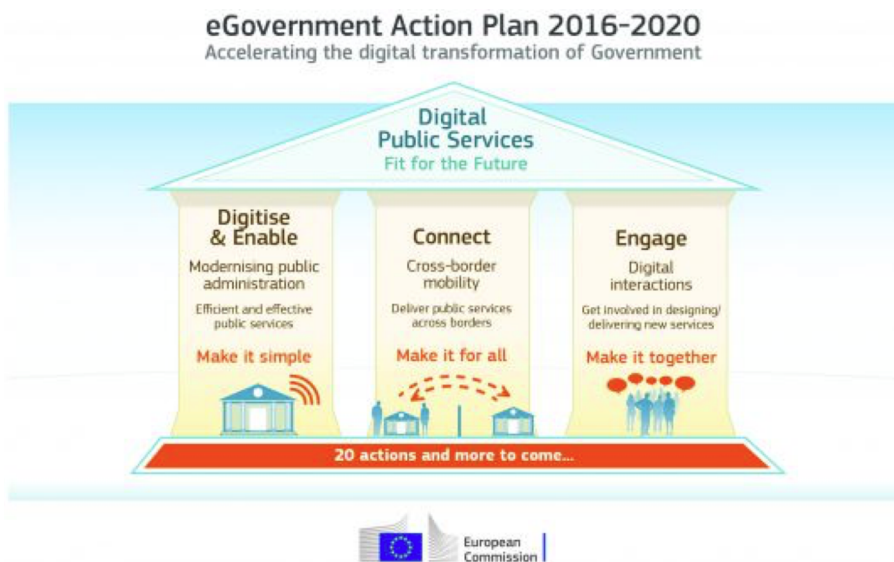 eGovernment Action Plan 2016-2020
Accelerating the digital transformation of Government
Digital
Public Services
Fit for the Future
Digitise
& Enable
Modernising public
administration
Efficient and effective
public services
Make it simple
Connect
Cross-border
mobility
Deliver public services
across borders
Make it for all
Engage
Digital
interactions
Get involved in designing/
delivering new services
Make it together
20 actions and more to come...
European
Commission